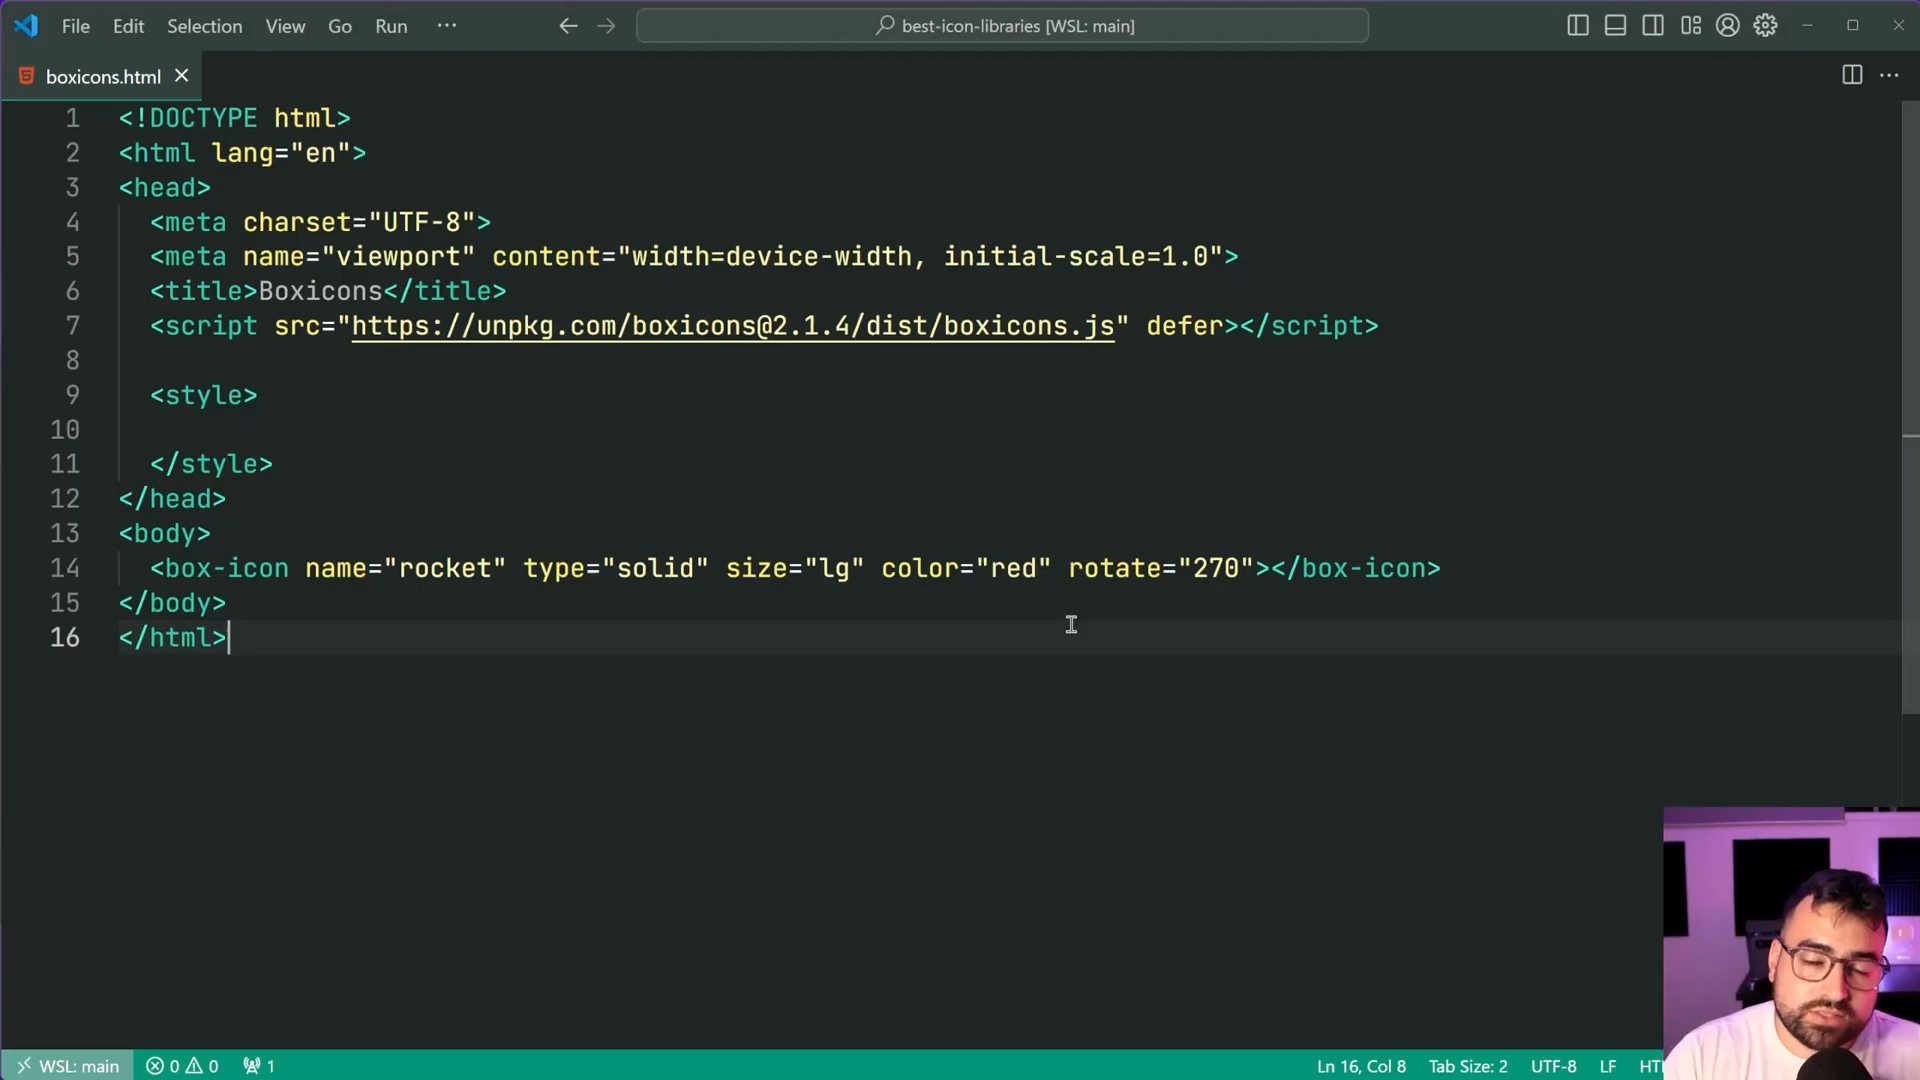 File Edit Selection View Go Run ··· best-icon-libraries [WSL: main]
boxicons.html
1 <!DOCTYPE html>
2 <html lang="en">
3 <head>
4 <meta charset="UTF-8">
5 <meta name="viewport" content="width=device-width, initial-scale=1.0">
6 <title>Boxicons</title>
7 <script src="https://unpkg.com/boxicons@2.1.4/dist/boxicons.js" defer></script>
8
9 <style>
10
11 </style>
12 </head>
13 <body>
14 <box-icon name="rocket" type="solid" size="lg" color="red" rotate="270"></box-icon>
15 </body>
16 </html>
WSL: main 0 0 1 Ln 16, Col 8 Tab Size: 2 UTF-8 LF